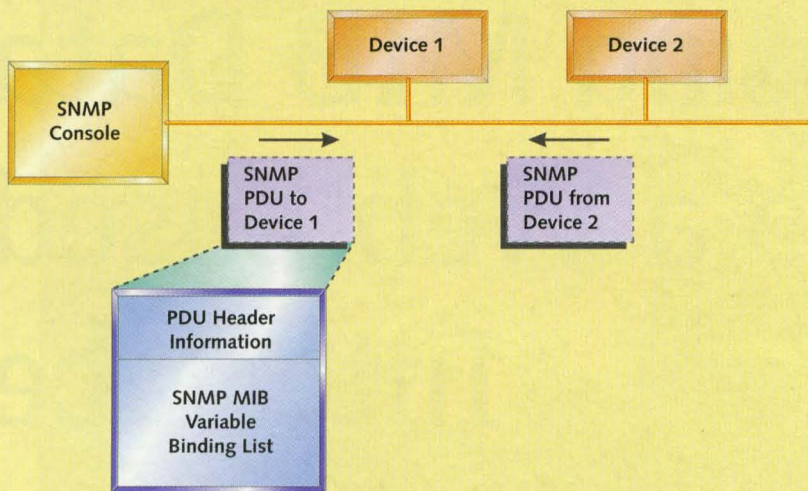 Device 1
Device 2
SNMP
Console
SNMP
PDU to
Device 1
SNMP
PDU from
Device 2
PDU Header
Information
SNMP MIB
Variable
Binding List